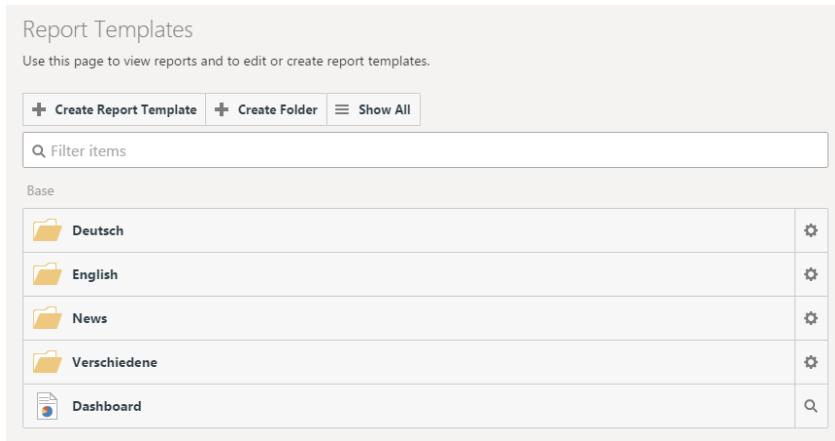 Report Templates
Use this page to view reports and to edit or create report templates.
Create Report Template Create Folder Show All
Filter items
Base
Deutsch
English
News
Verschiedene
Dashboard